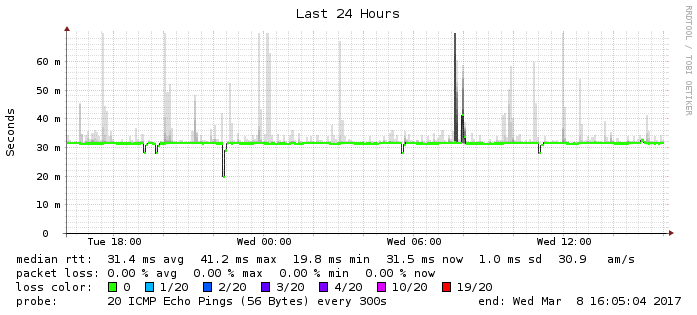 Last 24 Hours
RRDTOOL / TOBI OETIKER
Seconds
60 m
50 m
40 m
30 m
20 m
10 m
0
Tue 18:00 Wed 00:00 Wed 06:00 Wed 12:00
median rtt: 31.4 ms avg 41.2 ms max 19.8 ms min 31.5 ms now 1.0 ms sd 30.9 am/s
packet loss: 0.00 % avg 0.00 % max 0.00 % min 0.00 % now
loss color: 0 1/20 2/20 3/20 4/20 10/20 19/20
probe: 20 ICMP Echo Pings (56 Bytes) every 300s end: Wed Mar 8 16:05:04 2017